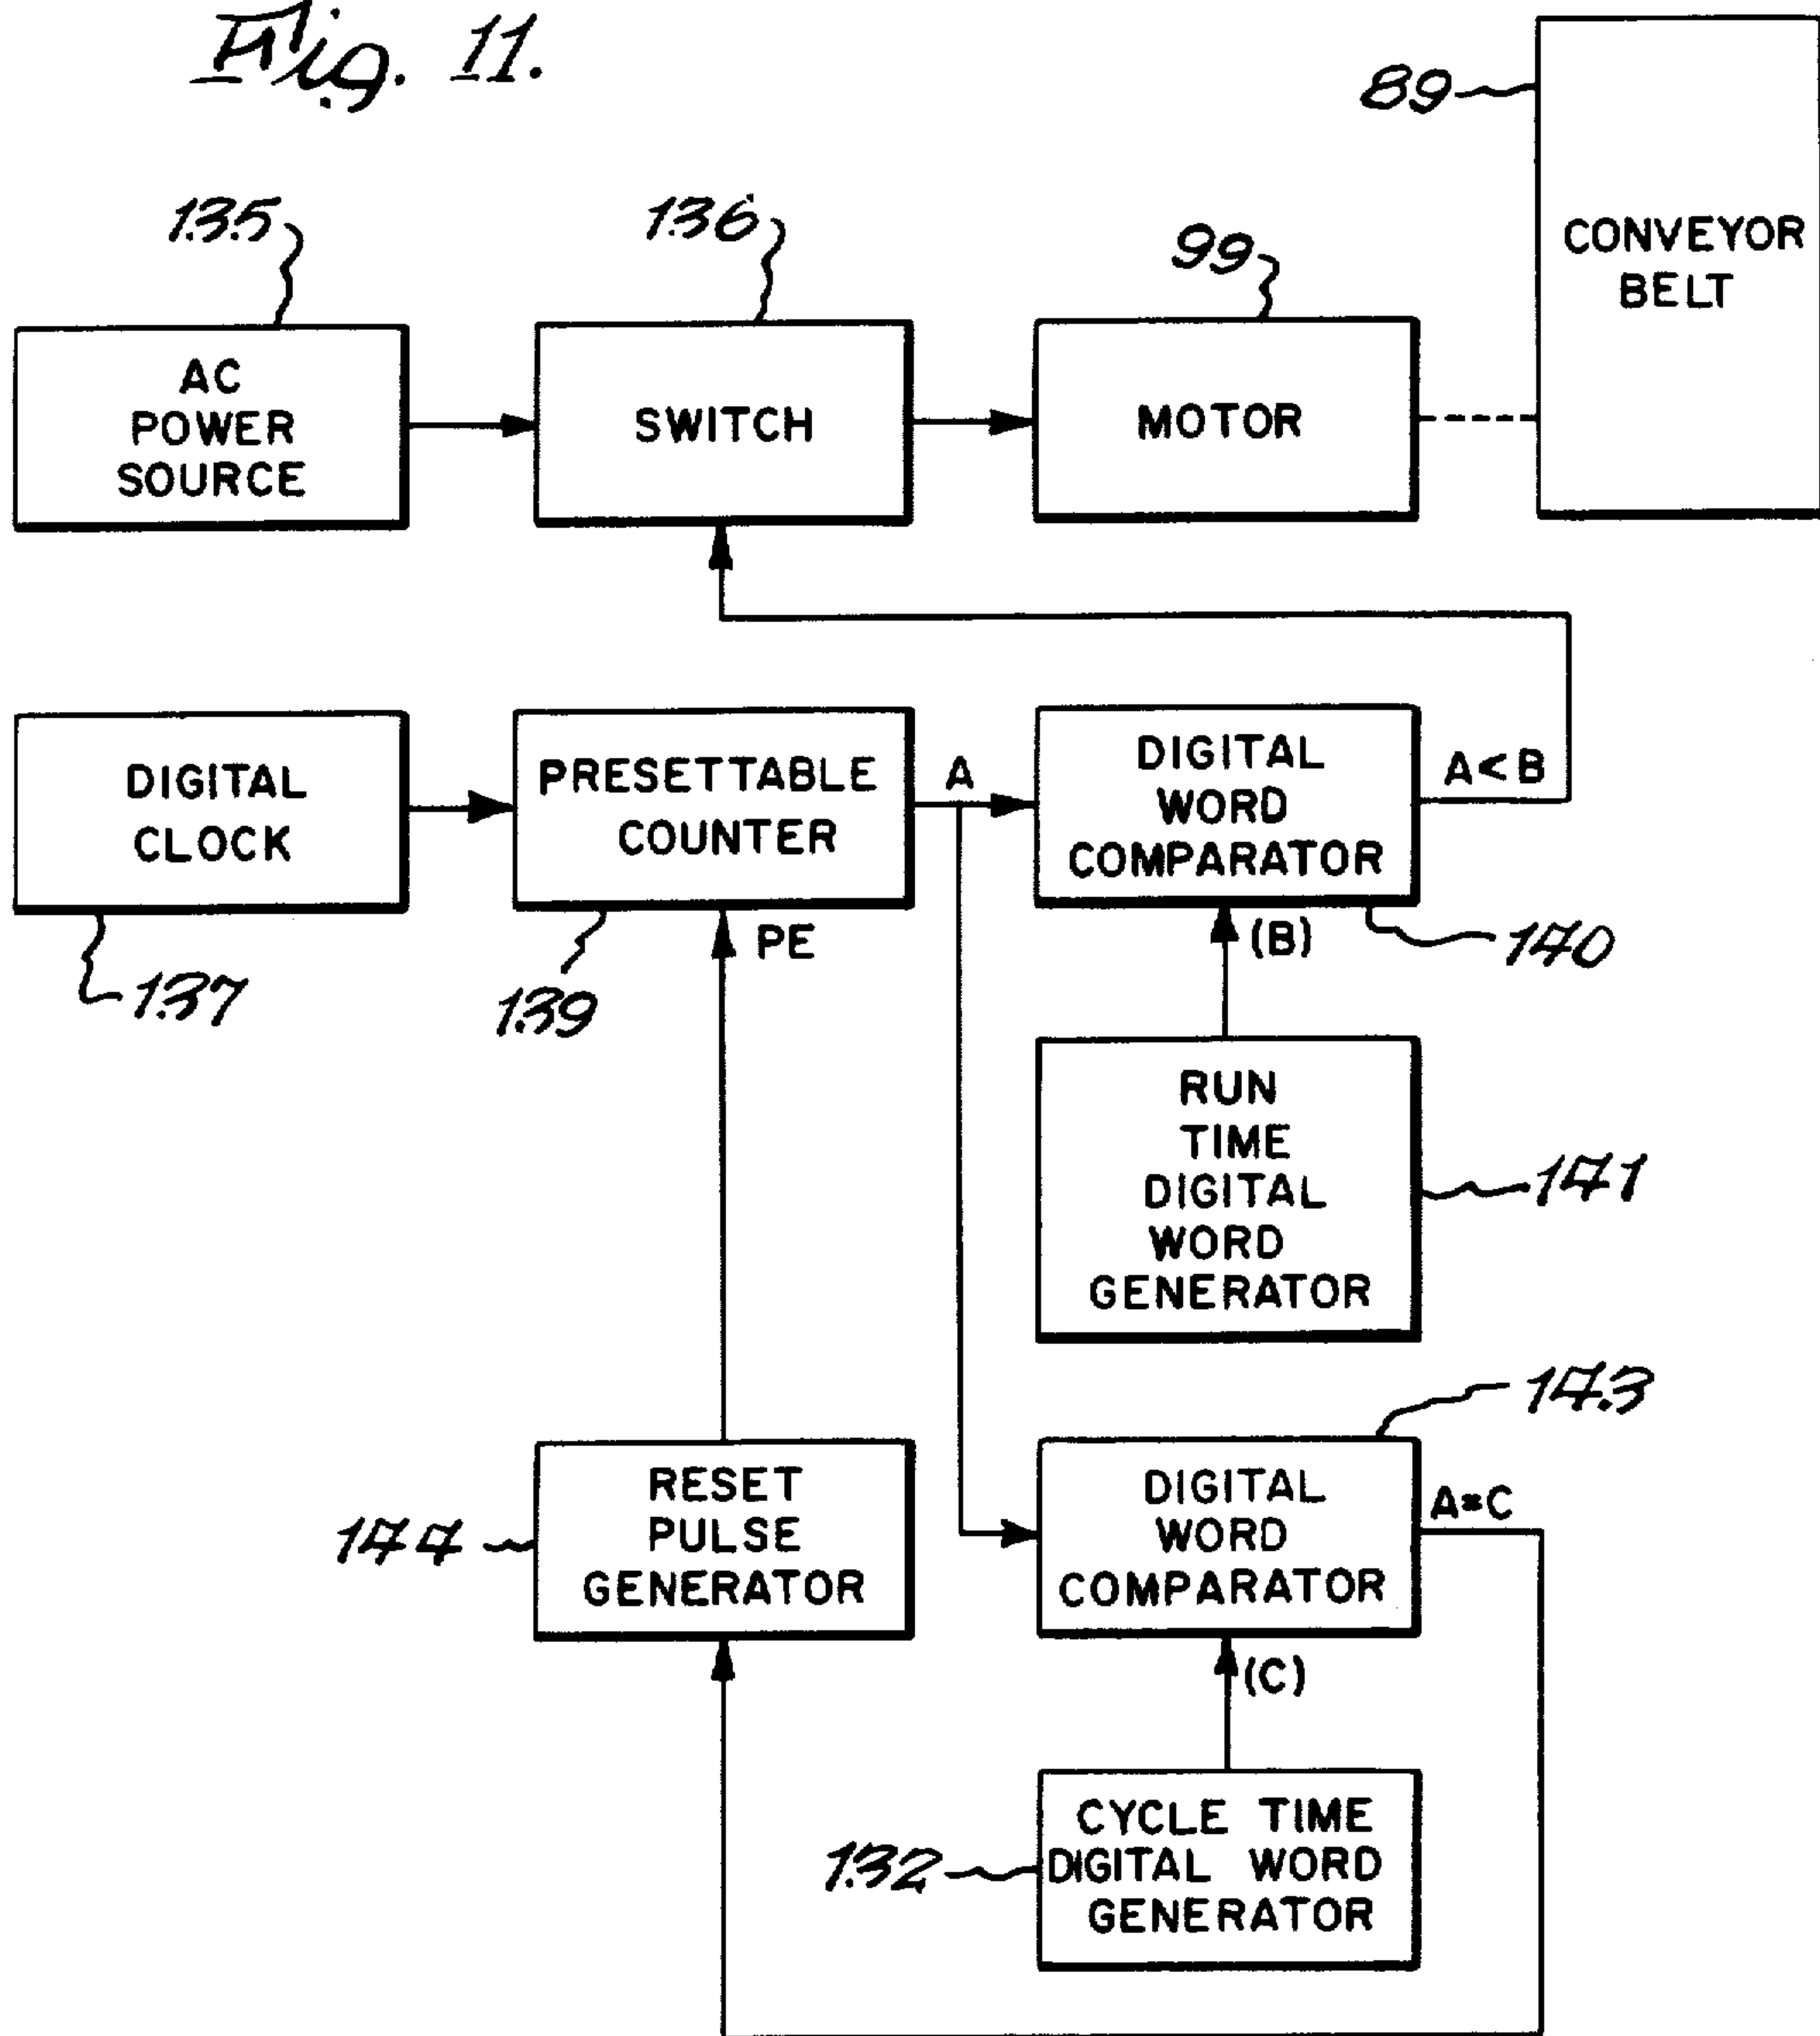 Fig. 11.
89
CONVEYOR
BELT
135
136
99
AC
POWER
SOURCE
SWITCH
MOTOR
DIGITAL
CLOCK
PRESETTABLE
COUNTER
A
DIGITAL
WORD
COMPARATOR
A<B
137
139
PE
(B)
140
RUN
TIME
DIGITAL
WORD
GENERATOR
141
143
144
RESET
PULSE
GENERATOR
DIGITAL
WORD
COMPARATOR
A=C
(C)
132
CYCLE TIME
DIGITAL WORD
GENERATOR